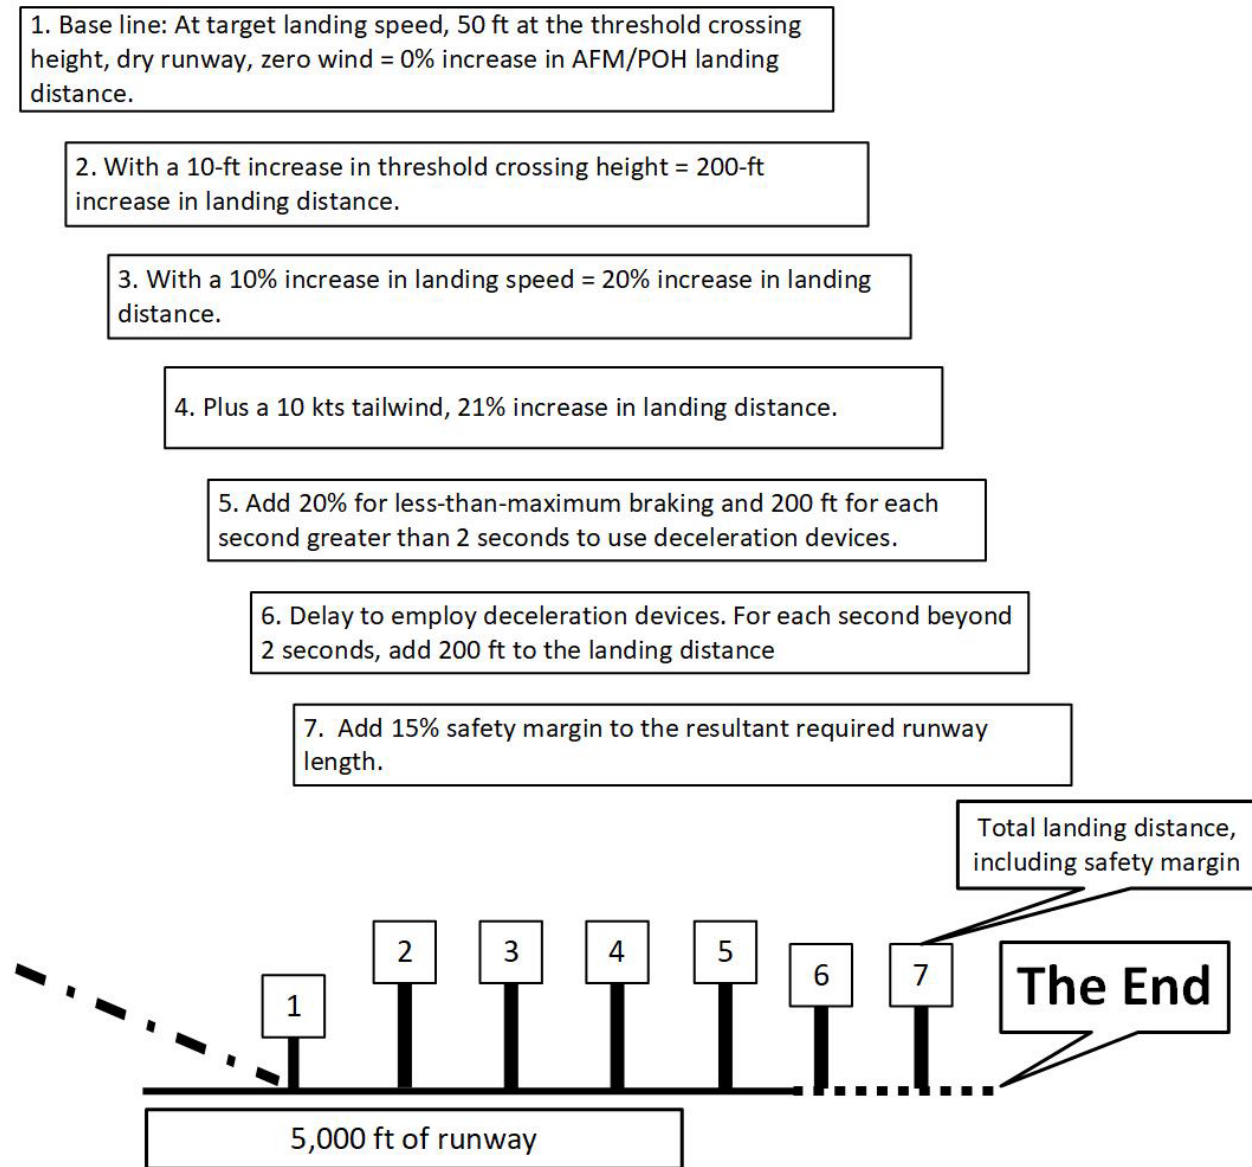 1. Base line: At target landing speed, 50 ft at the threshold crossing
height, dry runway, zero wind = 0% increase in AFM/POH landing
distance.
2. With a 10-ft increase in threshold crossing height = 200-ft
increase in landing distance.
3. With a 10% increase in landing speed = 20% increase in landing
distance.
4. Plus a 10 kts tailwind, 21% increase in landing distance.
5. Add 20% for less-than-maximum braking and 200 ft for each
second greater than 2 seconds to use deceleration devices.
6. Delay to employ deceleration devices. For each second beyond
2 seconds, add 200 ft to the landing distance
7. Add 15% safety margin to the resultant required runway
length.
Total landing distance,
including safety margin
1
2
3
4
5
6
7
The End
5,000 ft of runway